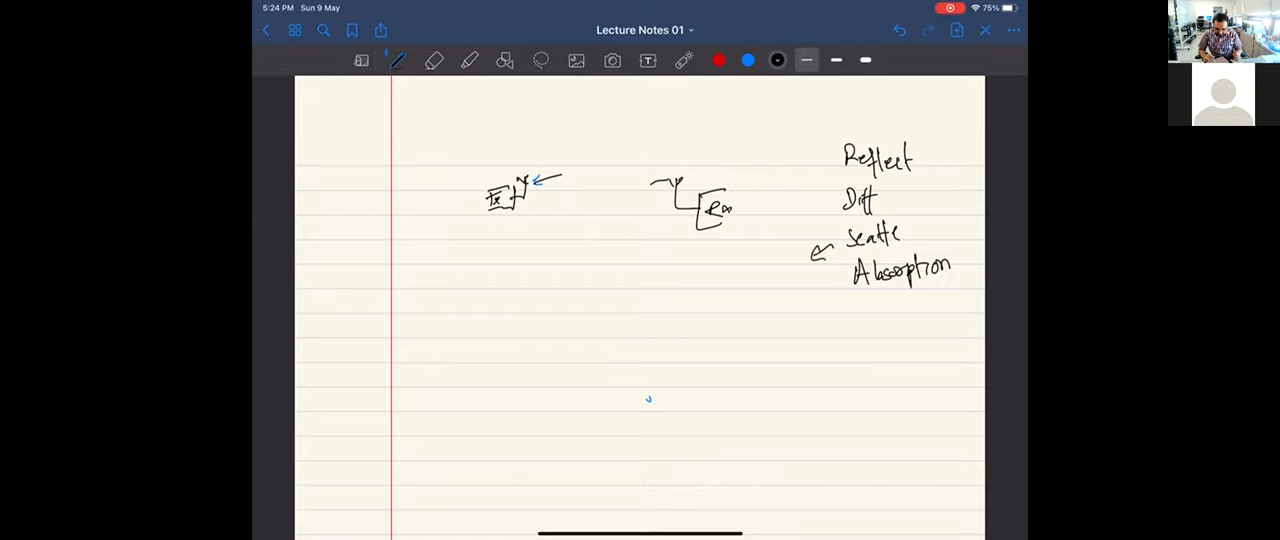 5:24 PM Sun 9 May
75%
Lecture Notes 01
T
Reflect
Tx
Diff
Rx
Scatte
Absorption